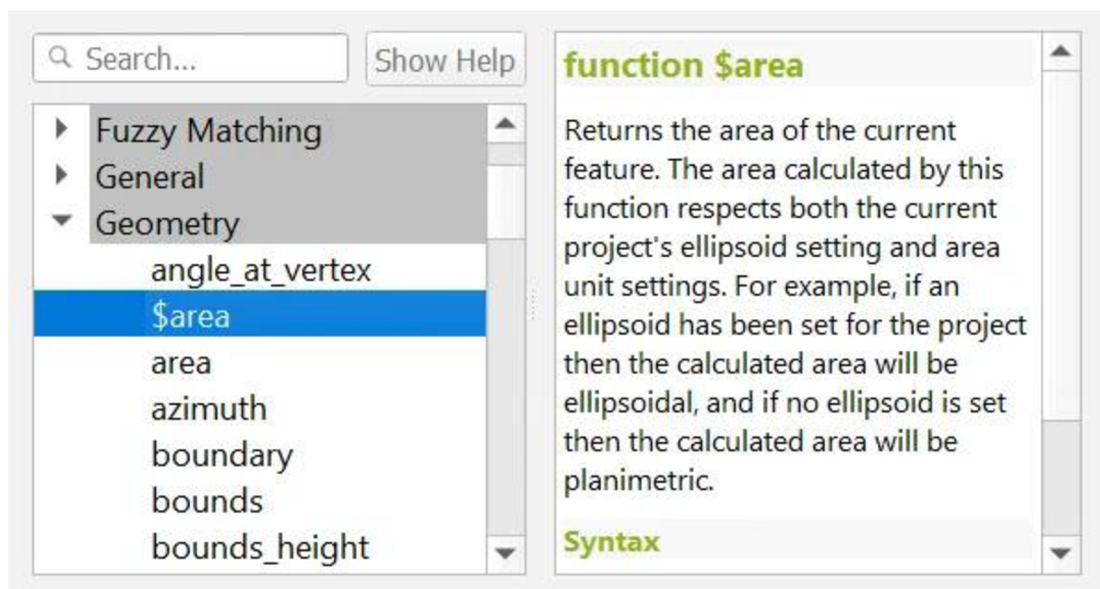 Search...
Show Help
Fuzzy Matching
General
Geometry
angle_at_vertex
$area
area
azimuth
boundary
bounds
bounds_height
function $area
Returns the area of the current
feature. The area calculated by this
function respects both the current
project's ellipsoid setting and area
unit settings. For example, if an
ellipsoid has been set for the project
then the calculated area will be
ellipsoidal, and if no ellipsoid is set
then the calculated area will be
planimetric.
Syntax